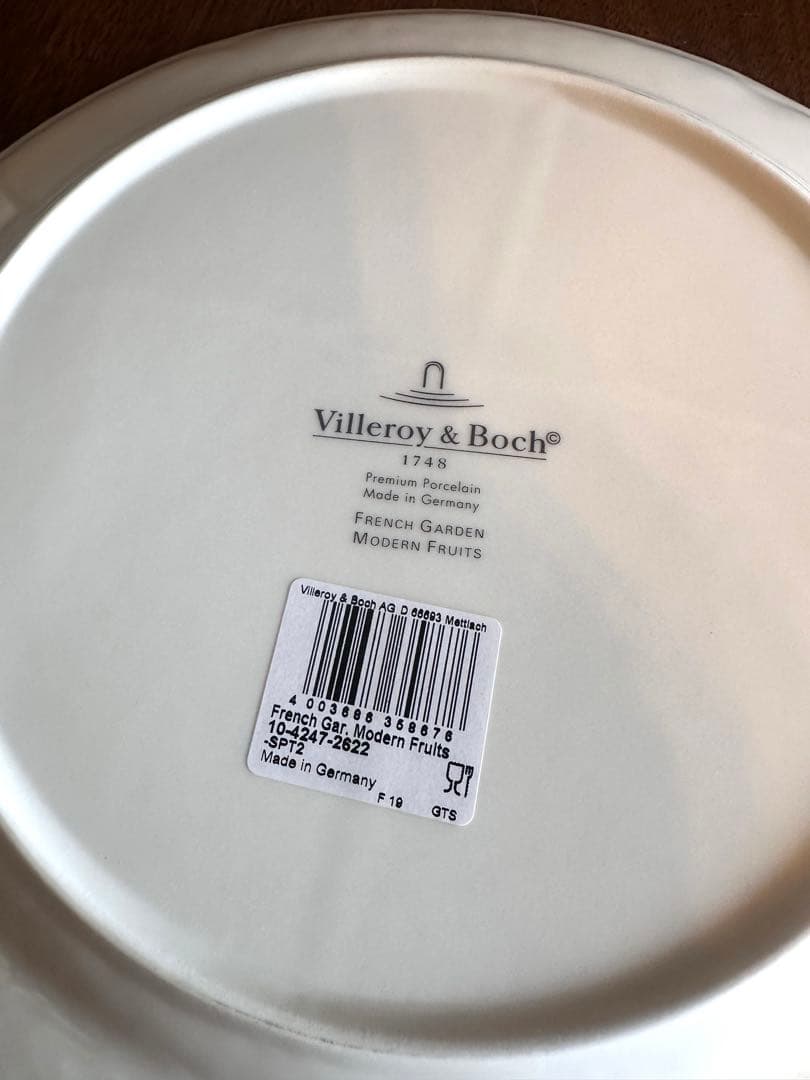 Villeroy & Boch©
1748
Premium Porcelain
Made in Germany
FRENCH GARDEN
MODERN FRUITS
Villeroy & Boch AG D 66693 Mettlach
4 003686 358676
French Gar. Modern Fruits
10-4247-2622
-SPT2
Made in Germany
F 19 GTS